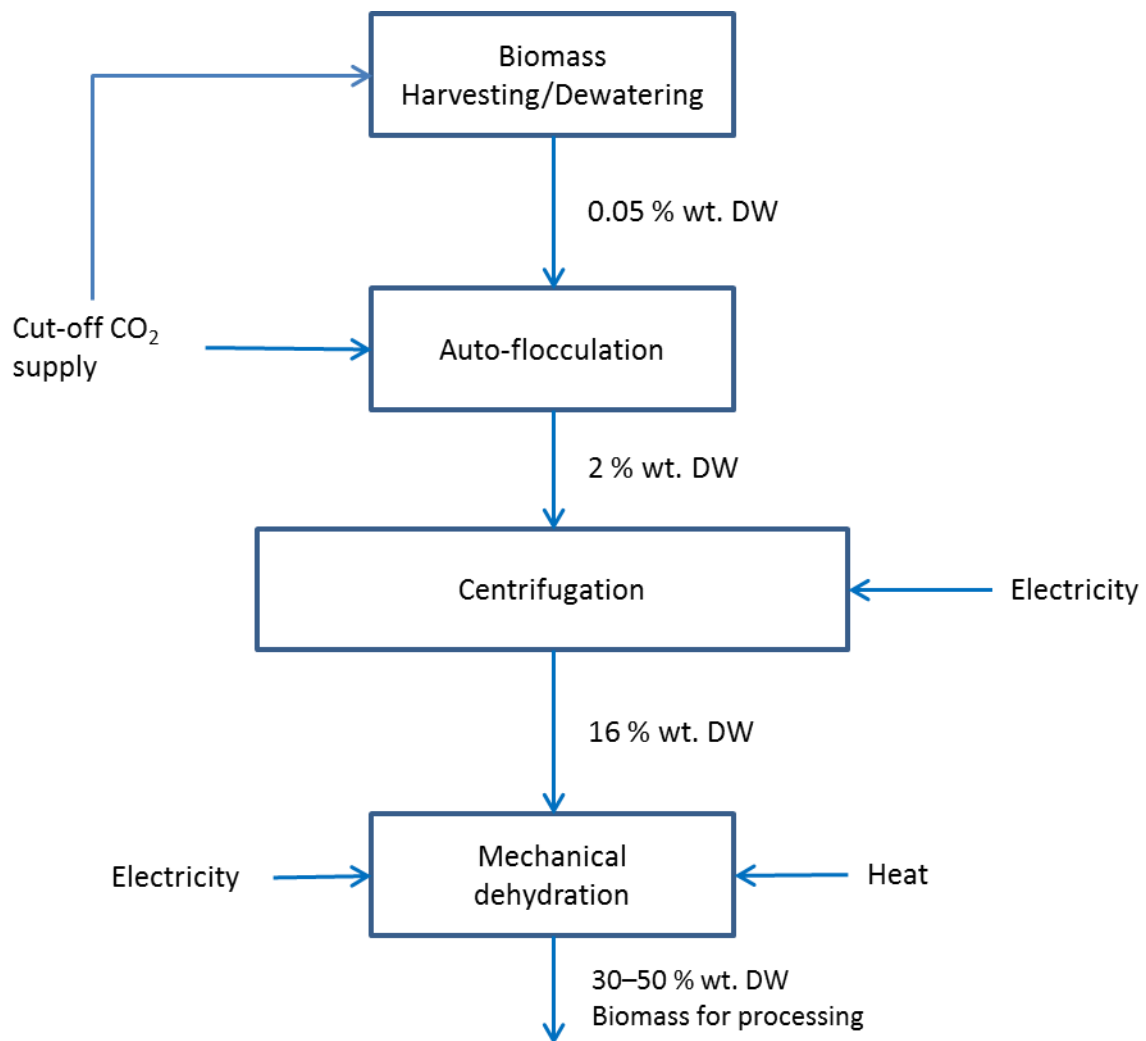 Biomass
Harvesting/Dewatering
0.05 % wt. DW
Cut-off CO₂
supply
Auto-flocculation
2 % wt. DW
Centrifugation
Electricity
16 % wt. DW
Electricity
Mechanical
dehydration
Heat
30–50 % wt. DW
Biomass for processing